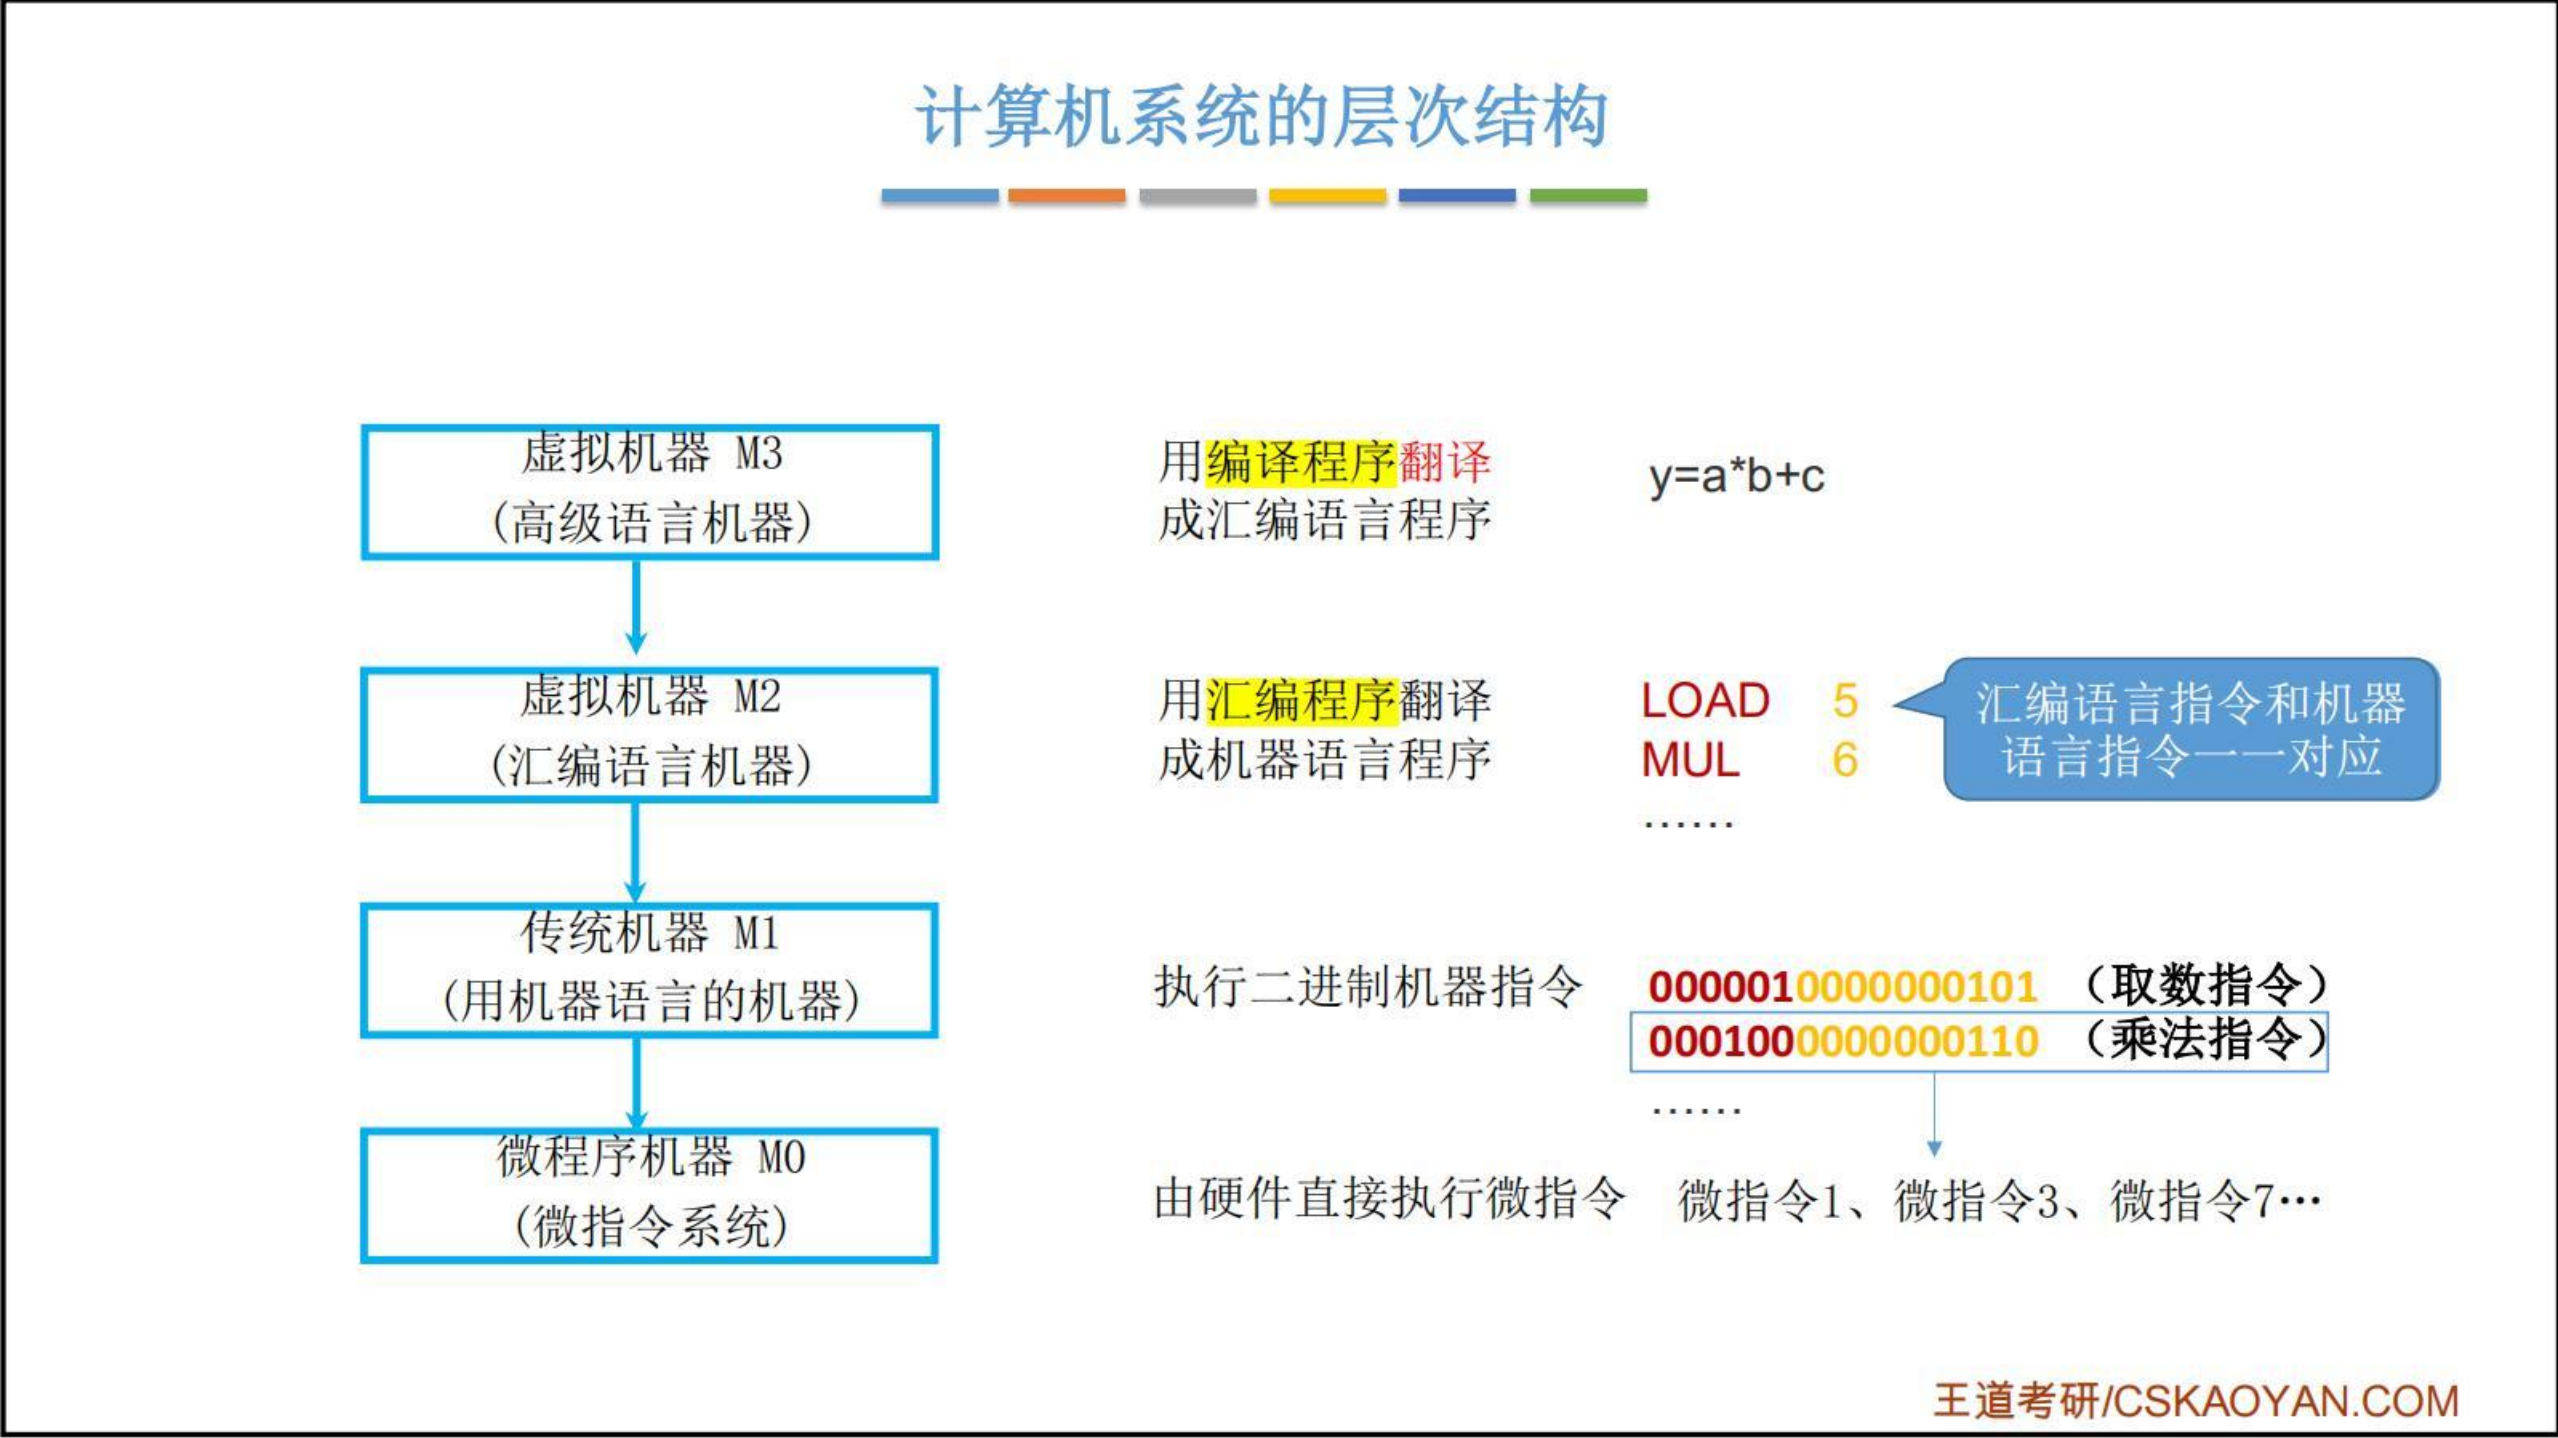 计算机系统的层次结构
虚拟机器 M3
(高级语言机器)
用编译程序翻译
成汇编语言程序
y=a*b+c
虚拟机器 M2
(汇编语言机器)
用汇编程序翻译
成机器语言程序
LOAD 5
MUL 6
……
汇编语言指令和机器
语言指令一一对应
传统机器 M1
(用机器语言的机器)
执行二进制机器指令
0000010000000101 （取数指令）
0001000000000110 （乘法指令）
……
微程序机器 M0
(微指令系统)
由硬件直接执行微指令
微指令1、微指令3、微指令7…
王道考研/CSKAOYAN.COM